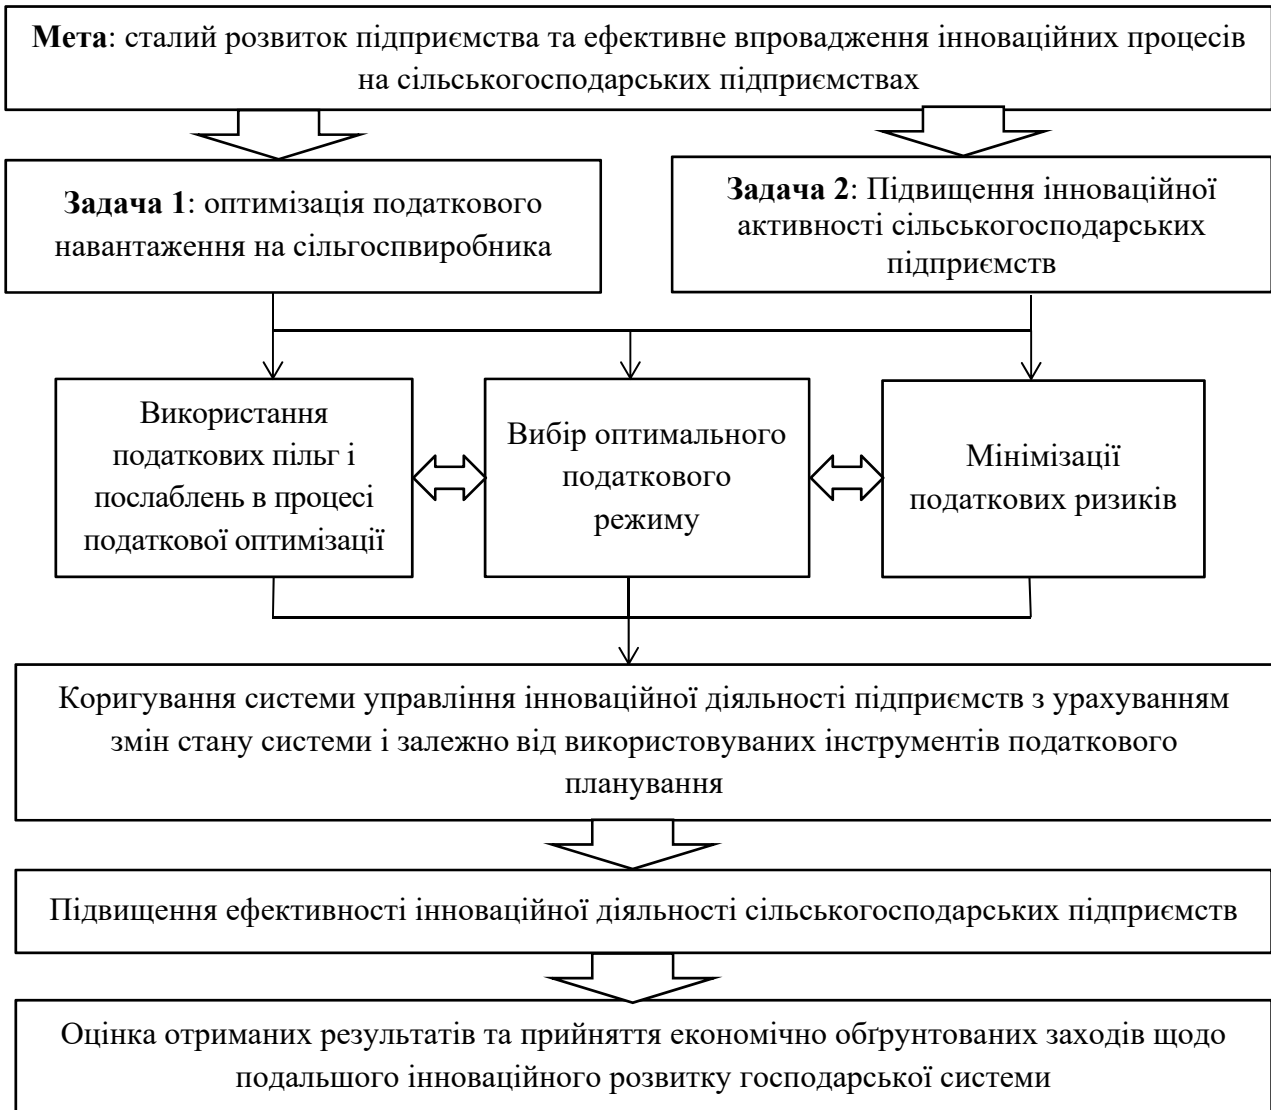 Мета: сталий розвиток підприємства та ефективне впровадження інноваційних процесів
на сільськогосподарських підприємствах
Задача 1: оптимізація податкового
навантаження на сільгоспвиробника
Задача 2: Підвищення інноваційної
активності сільськогосподарських
підприємств
Використання
податкових пільг і
послаблень в процесі
податкової оптимізації
Вибір оптимального
податкового
режиму
Мінімізації
податкових ризиків
Коригування системи управління інноваційної діяльності підприємств з урахуванням
змін стану системи і залежно від використовуваних інструментів податкового
планування
Підвищення ефективності інноваційної діяльності сільськогосподарських підприємств
Оцінка отриманих результатів та прийняття економічно обґрунтованих заходів щодо
подальшого інноваційного розвитку господарської системи